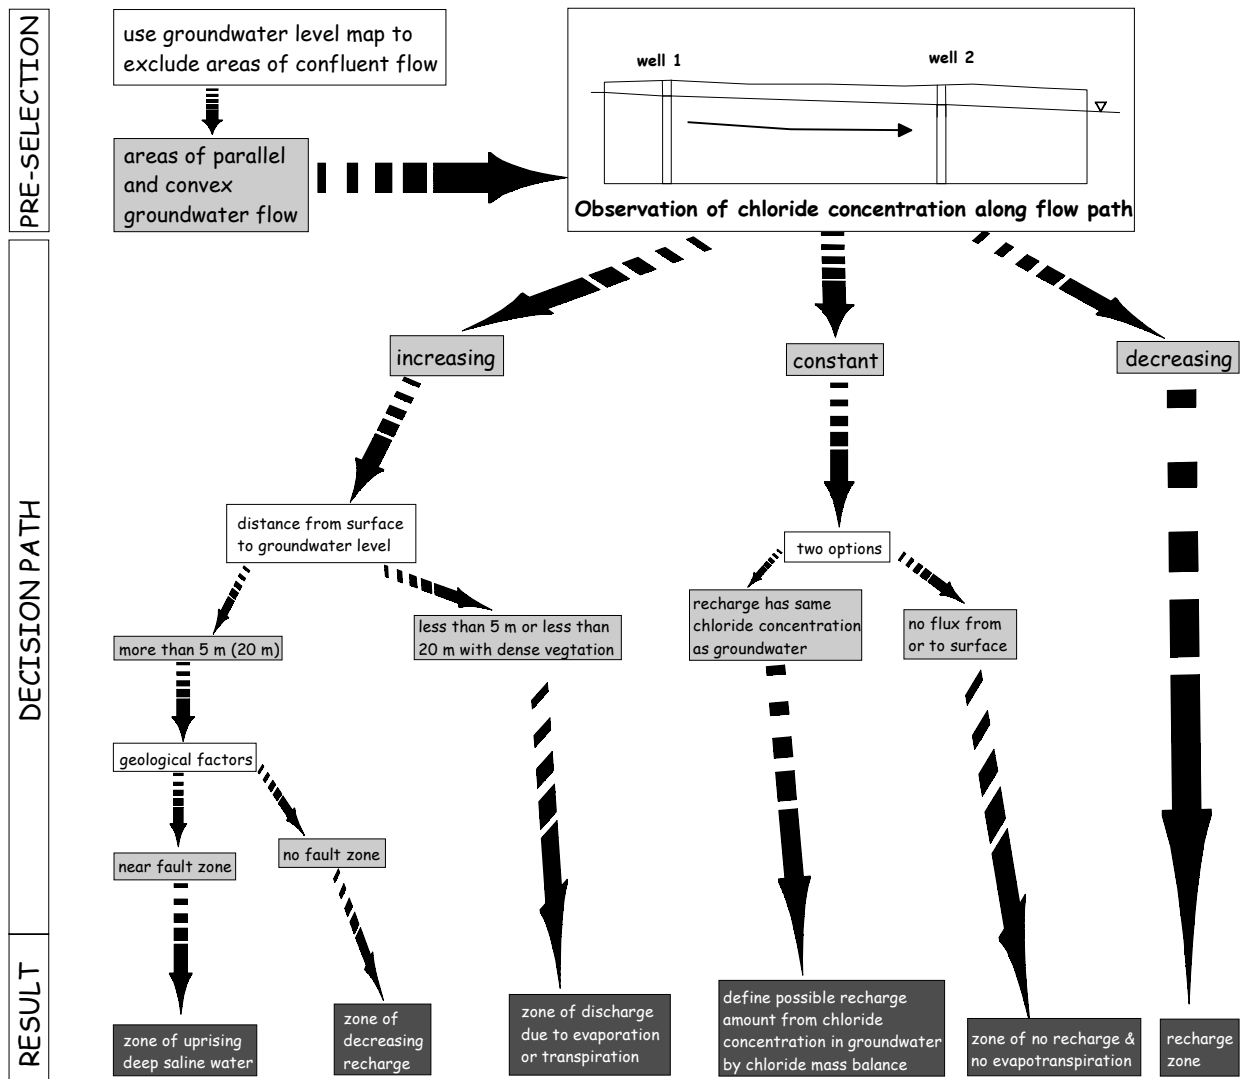 PRE-SELECTION
use groundwater level map to
exclude areas of confluent flow
areas of parallel
and convex
groundwater flow
well 1
well 2
Observation of chloride concentration along flow path
DECISION PATH
increasing
constant
decreasing
distance from surface
to groundwater level
two options
more than 5 m (20 m)
less than 5 m or less than
20 m with dense vegtation
recharge has same
chloride concentration
as groundwater
no flux from
or to surface
geological factors
near fault zone
no fault zone
RESULT
zone of uprising
deep saline water
zone of
decreasing
recharge
zone of discharge
due to evaporation
or transpiration
define possible recharge
amount from chloride
concentration in groundwater
by chloride mass balance
zone of no recharge &
no evapotranspiration
recharge
zone